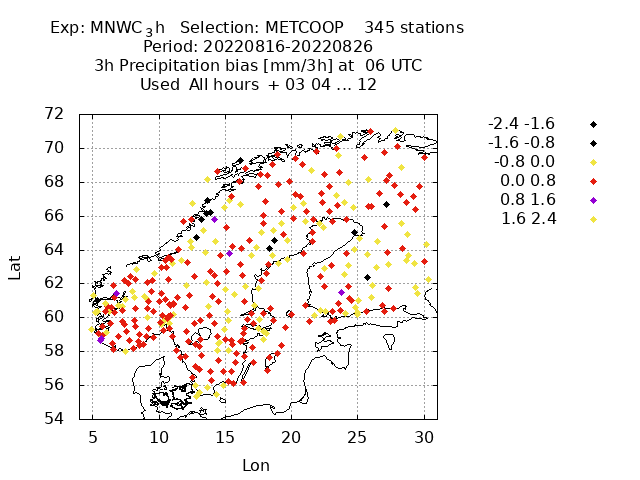 Exp: MNWC_3h Selection: METCOOP 345 stations
Period: 20220816-20220826
3h Precipitation bias [mm/3h] at 06 UTC
Used All hours + 03 04 ... 12
72
70
68
66
64
62
60
58
56
54
5 10 15 20 25 30
Lat
Lon
-2.4 -1.6
-1.6 -0.8
-0.8 0.0
0.0 0.8
0.8 1.6
1.6 2.4